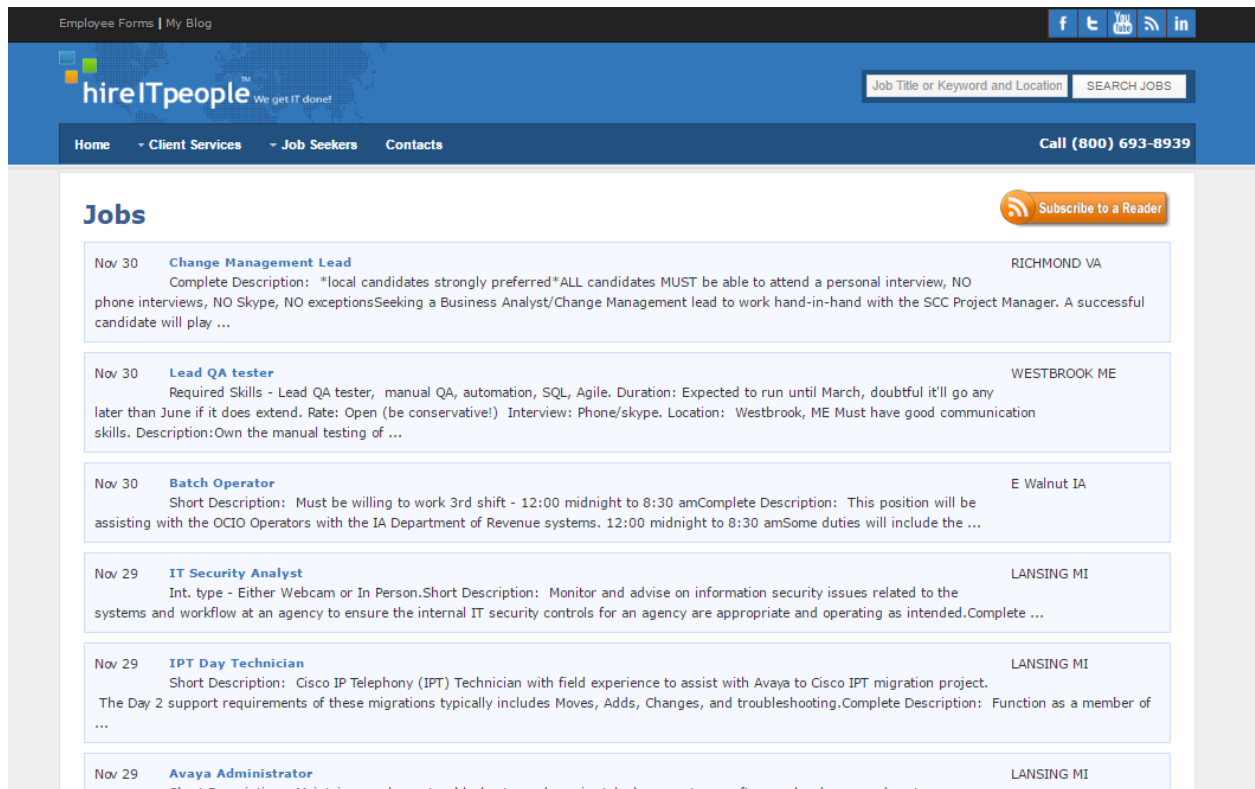 Employee Forms | My Blog
f t You Tube in
hireITpeople™ We get IT done!
Job Title or Keyword and Location SEARCH JOBS
Home Client Services Job Seekers Contacts Call (800) 693-8939
Jobs Subscribe to a Reader
Nov 30 Change Management Lead RICHMOND VA
Complete Description: *local candidates strongly preferred*ALL candidates MUST be able to attend a personal interview, NO
phone interviews, NO Skype, NO exceptionsSeeking a Business Analyst/Change Management lead to work hand-in-hand with the SCC Project Manager. A successful
candidate will play ...
Nov 30 Lead QA tester WESTBROOK ME
Required Skills - Lead QA tester, manual QA, automation, SQL, Agile. Duration: Expected to run until March, doubtful it'll go any
later than June if it does extend. Rate: Open (be conservative!) Interview: Phone/skype. Location: Westbrook, ME Must have good communication
skills. Description:Own the manual testing of ...
Nov 30 Batch Operator E Walnut IA
Short Description: Must be willing to work 3rd shift - 12:00 midnight to 8:30 amComplete Description: This position will be
assisting with the OCIO Operators with the IA Department of Revenue systems. 12:00 midnight to 8:30 amSome duties will include the ...
Nov 29 IT Security Analyst LANSING MI
Int. type - Either Webcam or In Person.Short Description: Monitor and advise on information security issues related to the
systems and workflow at an agency to ensure the internal IT security controls for an agency are appropriate and operating as intended.Complete ...
Nov 29 IPT Day Technician LANSING MI
Short Description: Cisco IP Telephony (IPT) Technician with field experience to assist with Avaya to Cisco IPT migration project.
The Day 2 support requirements of these migrations typically includes Moves, Adds, Changes, and troubleshooting.Complete Description: Function as a member of
...
Nov 29 Avaya Administrator LANSING MI